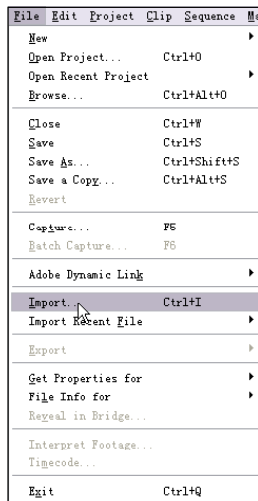 File Edit Project Clip Sequence Ma
New
Open Project... Ctrl+O
Open Recent Project
Browse... Ctrl+Alt+O
Close Ctrl+W
Save Ctrl+S
Save As... Ctrl+Shift+S
Save a Copy... Ctrl+Alt+S
Revert
Capture... F5
Batch Capture... F6
Adobe Dynamic Link
Import... Ctrl+I
Import Recent File
Export
Get Properties for
File Info for
Reveal in Bridge...
Interpret Footage...
Timecode...
Exit Ctrl+Q